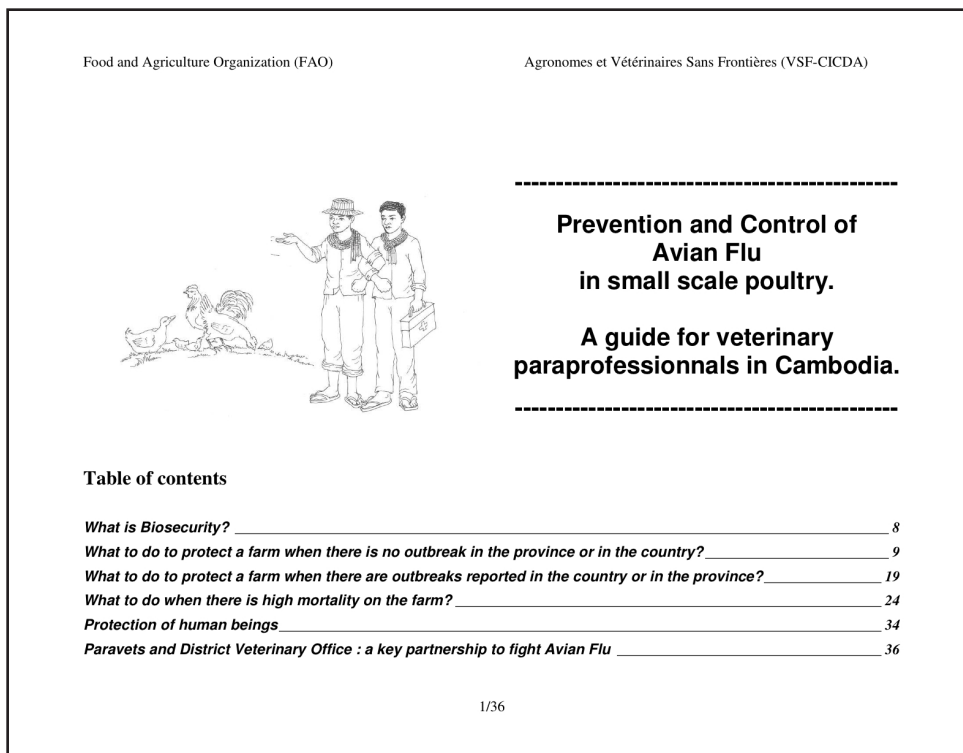 Food and Agriculture Organization (FAO)
Agronomes et Vétérinaires Sans Frontières (VSF-CICDA)
-----------------------------------------------
Prevention and Control of
Avian Flu
in small scale poultry.
A guide for veterinary
paraprofessionnals in Cambodia.
-----------------------------------------------
Table of contents
What is Biosecurity? 8
What to do to protect a farm when there is no outbreak in the province or in the country? 9
What to do to protect a farm when there are outbreaks reported in the country or in the province? 19
What to do when there is high mortality on the farm? 24
Protection of human beings 34
Paravets and District Veterinary Office : a key partnership to fight Avian Flu 36
1/36